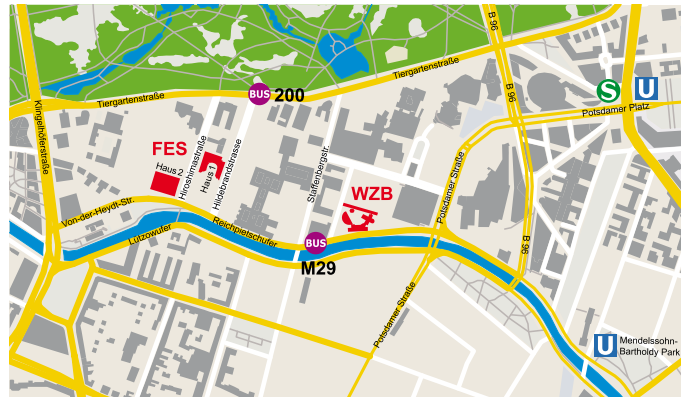 B 96
Tiergartenstraße
BUS 200
Tiergartenstraße
B 96
S U
Potsdamer Platz
Klingelhöferstraße
FES
Haus 2
Haus 1
Hiroshimastraße
Hildebrandstrasse
Stauffenbergstr.
Potsdamer Straße
WZB
Von-der-Heydt-Str.
Reichpietschufer
Lützowufer
BUS
M29
B 96
Potsdamer Straße
U Mendelssohn-
Bartholdy Park